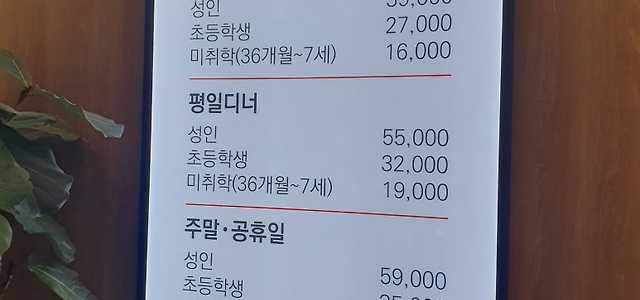 성인
초등학생 27,000
미취학(36개월~7세) 16,000
평일디너
성인 55,000
초등학생 32,000
미취학(36개월~7세) 19,000
주말·공휴일
성인 59,000
초등학생